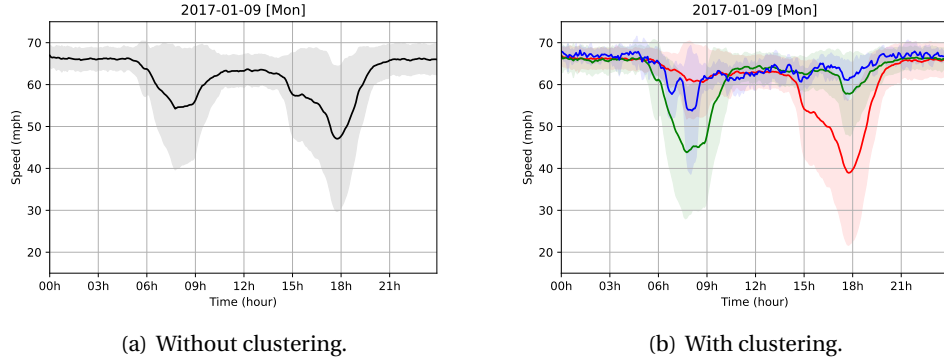 2017-01-09 [Mon]
70
60
50
40
30
20
Speed (mph)
00h 03h 06h 09h 12h 15h 18h 21h
Time (hour)
(a) Without clustering.
2017-01-09 [Mon]
70
60
50
40
30
20
Speed (mph)
00h 03h 06h 09h 12h 15h 18h 21h
Time (hour)
(b) With clustering.